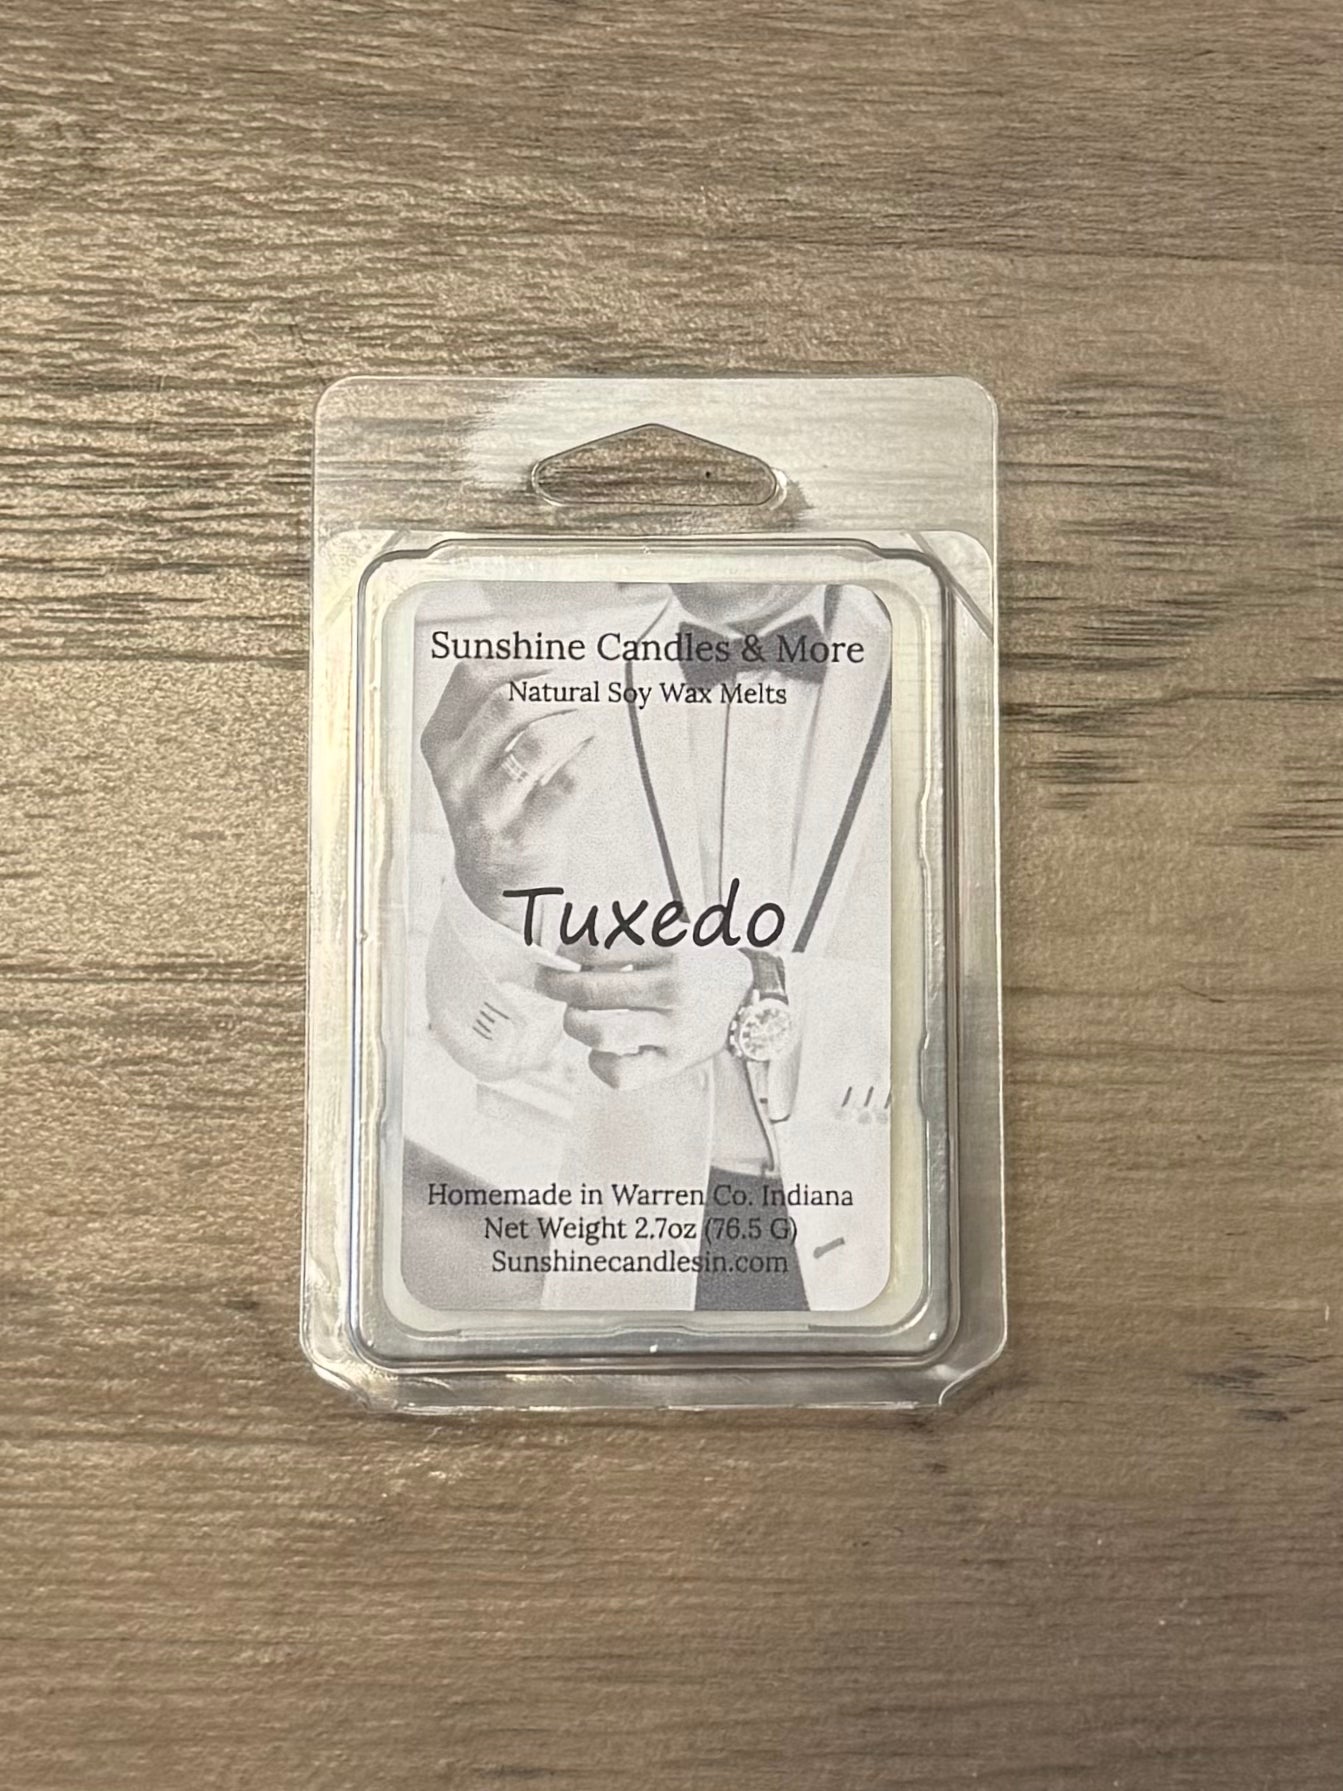 Sunshine Candles & More
Natural Soy Wax Melts
Tuxedo
Homemade in Warren Co. Indiana
Net Weight 2.7oz (76.5 G)
Sunshinecandlesin.com